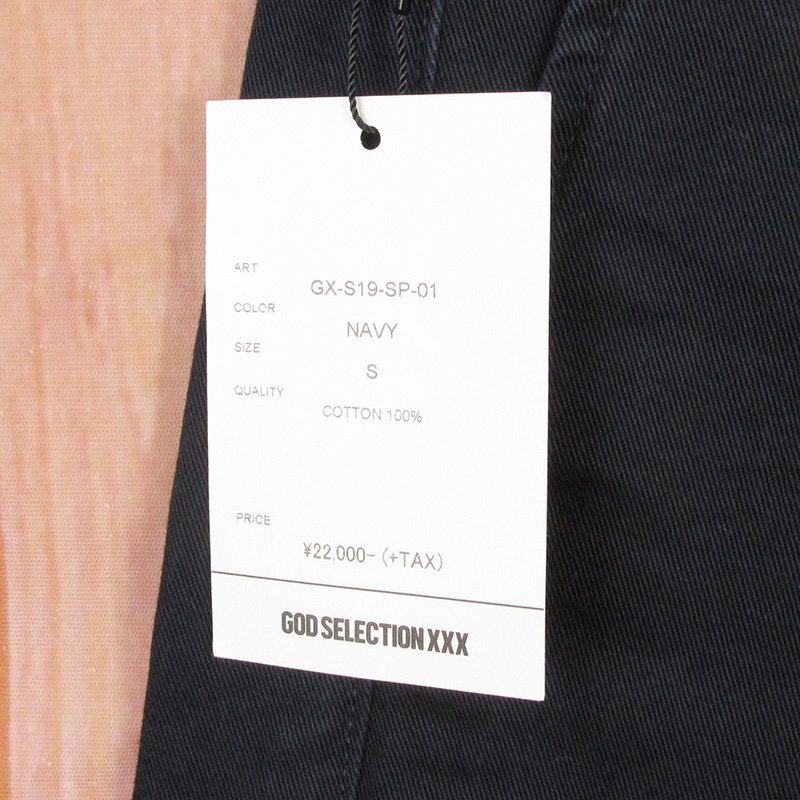 ART
GX-S19-SP-01
COLOR
NAVY
SIZE
S
QUALITY
COTTON 100%
PRICE
¥22,000- (+TAX)
GOD SELECTION XXX